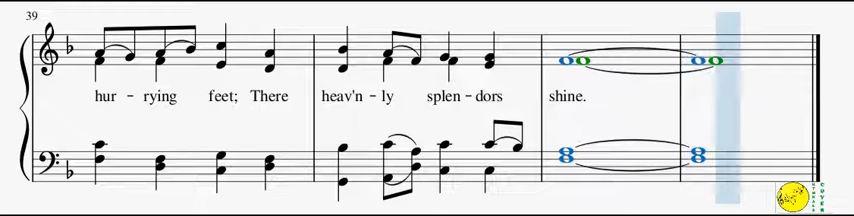 39
hur - rying feet; There heav'n - ly splen - dors shine.